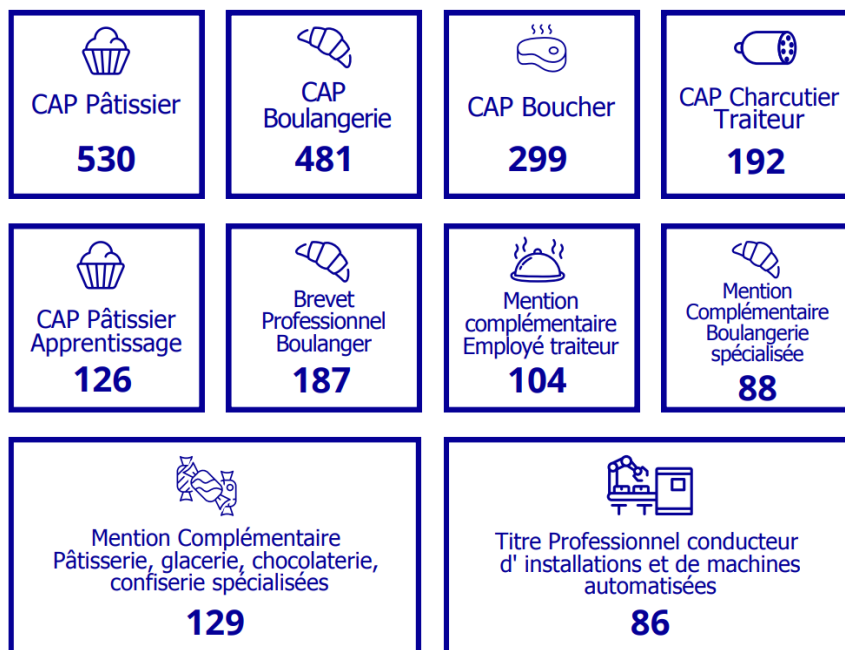 CAP Pâtissier
530
CAP
Boulangerie
481
CAP Boucher
299
CAP Charcutier
Traiteur
192
CAP Pâtissier
Apprentissage
126
Brevet
Professionnel
Boulanger
187
Mention
complémentaire
Employé traiteur
104
Mention
Complémentaire
Boulangerie
spécialisée
88
Mention Complémentaire
Pâtisserie, glacerie, chocolaterie,
confiserie spécialisées
129
Titre Professionnel conducteur
d' installations et de machines
automatisées
86